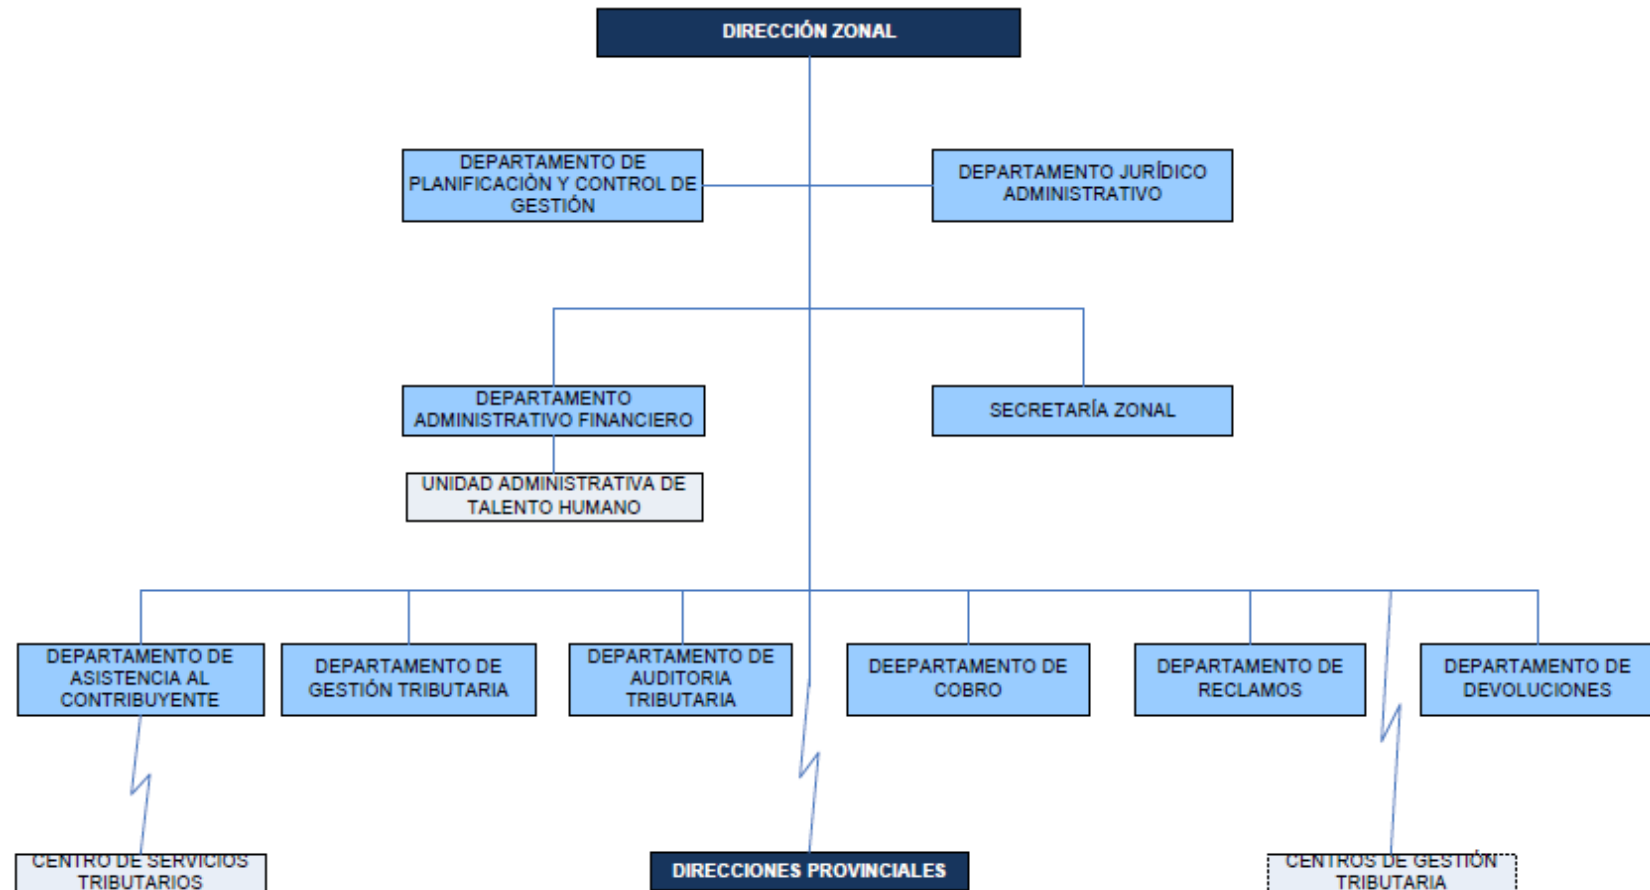 DIRECCIÓN ZONAL
DEPARTAMENTO DE
PLANIFICACIÒN Y CONTROL DE
GESTIÓN
DEPARTAMENTO JURÍDICO
ADMINISTRATIVO
DEPARTAMENTO
ADMINISTRATIVO FINANCIERO
SECRETARÍA ZONAL
UNIDAD ADMINISTRATIVA DE
TALENTO HUMANO
DEPARTAMENTO DE
ASISTENCIA AL
CONTRIBUYENTE
DEPARTAMENTO DE
GESTIÓN TRIBUTARIA
DEPARTAMENTO DE
AUDITORIA
TRIBUTARIA
DEEPARTAMENTO DE
COBRO
DEPARTAMENTO DE
RECLAMOS
DEPARTAMENTO DE
DEVOLUCIONES
CENTRO DE SERVICIOS
TRIBUTARIOS
DIRECCIONES PROVINCIALES
CENTROS DE GESTIÓN
TRIBUTARIA